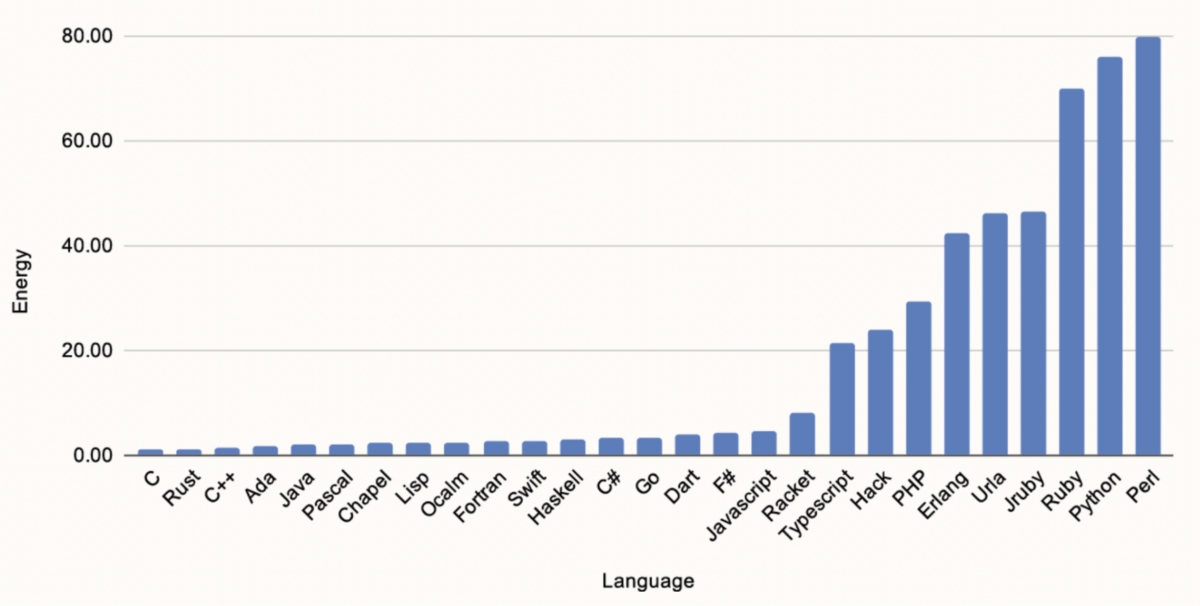 80.00
60.00
40.00
20.00
0.00
Energy
C
Rust
C++
Ada
Java
Pascal
Chapel
Lisp
Ocalm
Fortran
Swift
Haskell
C#
Go
Dart
F#
Javascript
Racket
Typescript
Hack
PHP
Erlang
Urla
Jruby
Ruby
Python
Perl
Language